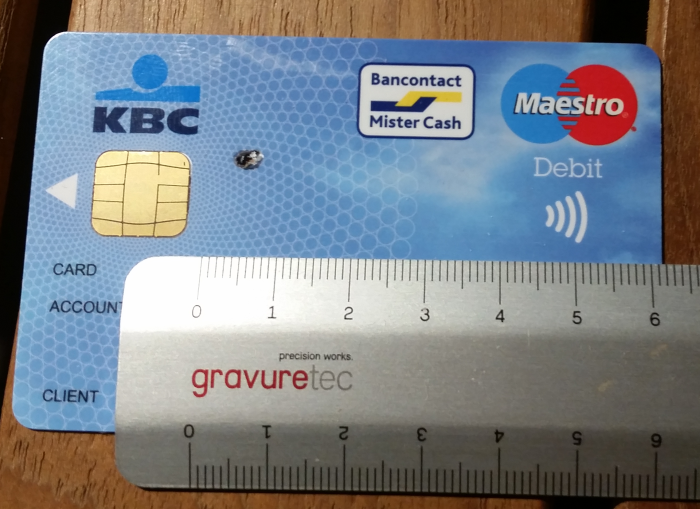 KBC
Bancontact
Mister Cash
Maestro
Debit
CARD
ACCOUNT
CLIENT
0 1 2 3 4 5 6
precision works.
gravuretec
0 1 2 3 4 5 6